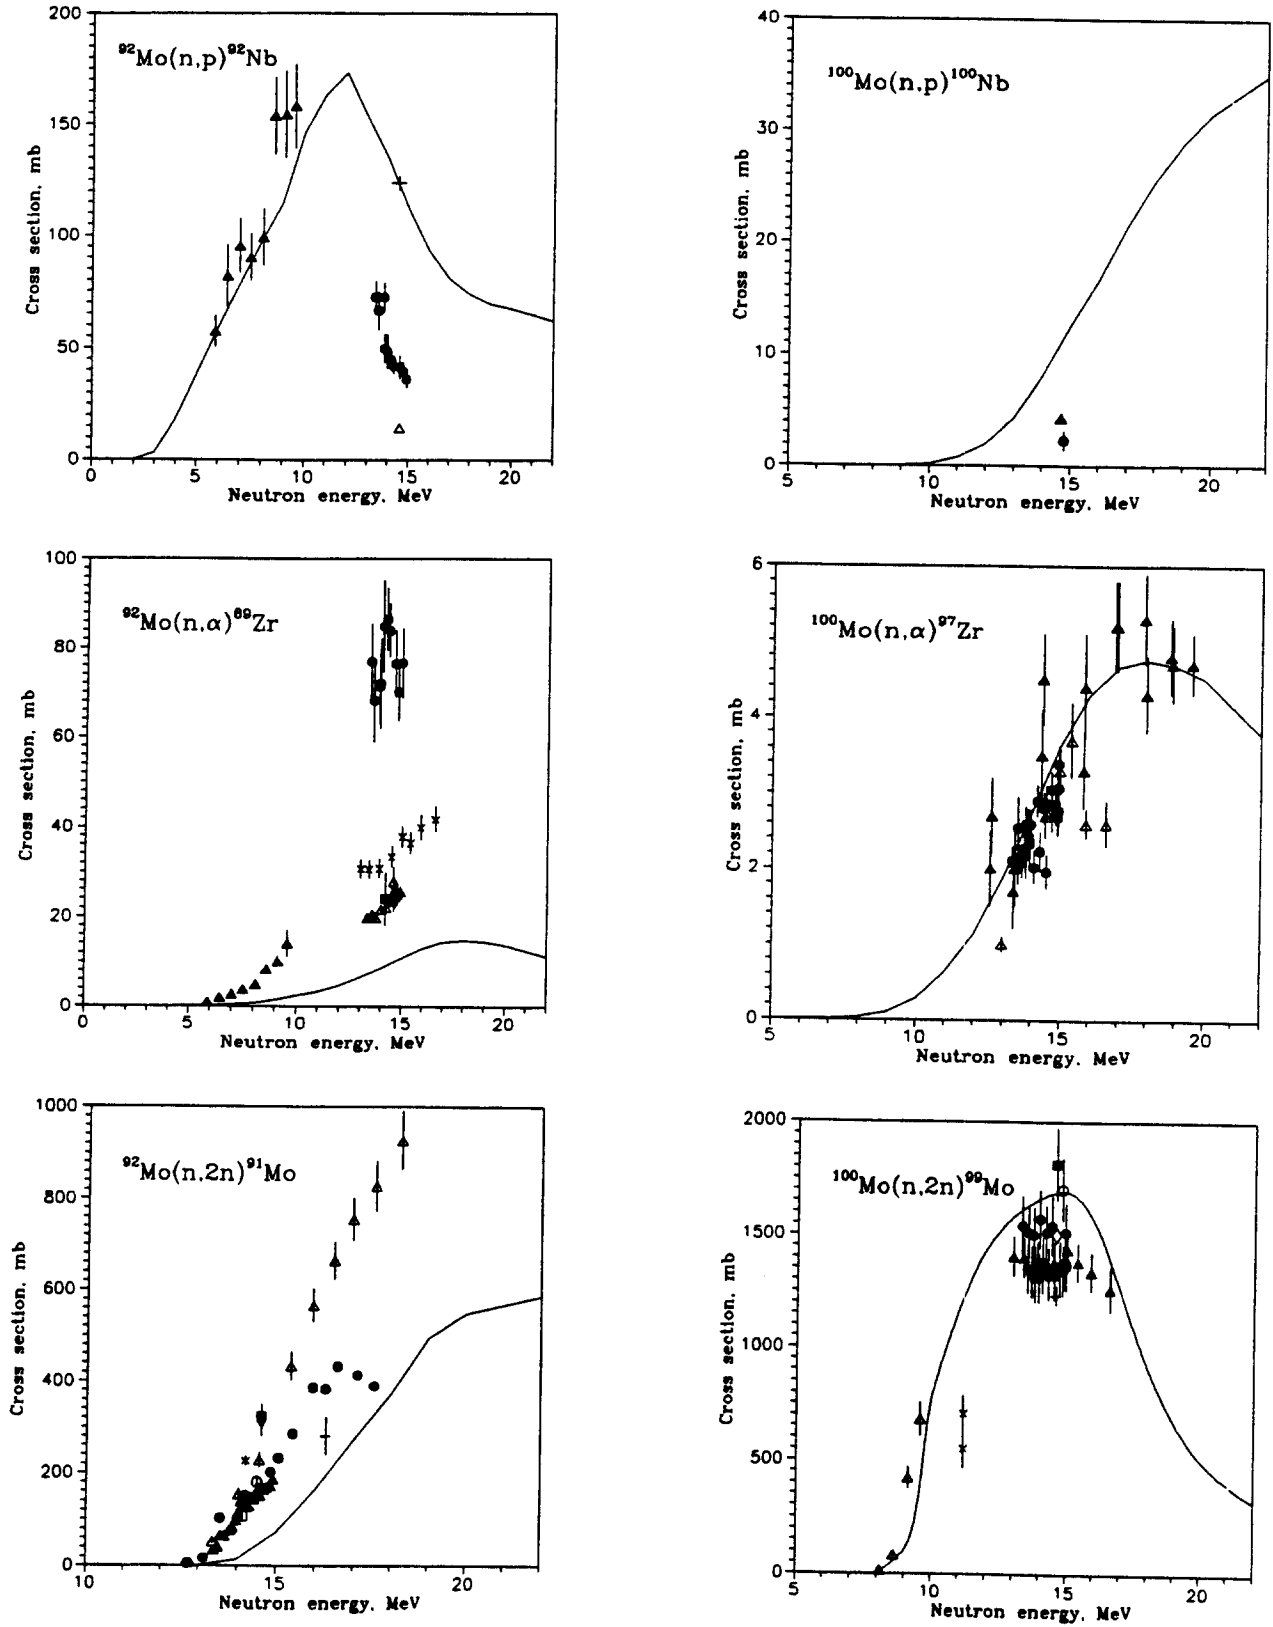 200
150
100
50
0
Cross section, mb
⁹²Mo(n,p)⁹²Nb
0 5 10 15 20
Neutron energy, MeV
40
30
20
10
0
Cross section, mb
¹⁰⁰Mo(n,p)¹⁰⁰Nb
5 10 15 20
Neutron energy, MeV
100
80
60
40
20
0
Cross section, mb
⁹²Mo(n,α)⁸⁹Zr
0 5 10 15 20
Neutron energy, MeV
6
4
2
0
Cross section, mb
¹⁰⁰Mo(n,α)⁹⁷Zr
5 10 15 20
Neutron energy, MeV
1000
800
600
400
200
0
Cross section, mb
⁹²Mo(n,2n)⁹¹Mo
10 15 20
Neutron energy, MeV
2000
1500
1000
500
0
Cross section, mb
¹⁰⁰Mo(n,2n)⁹⁹Mo
5 10 15 20
Neutron energy, MeV